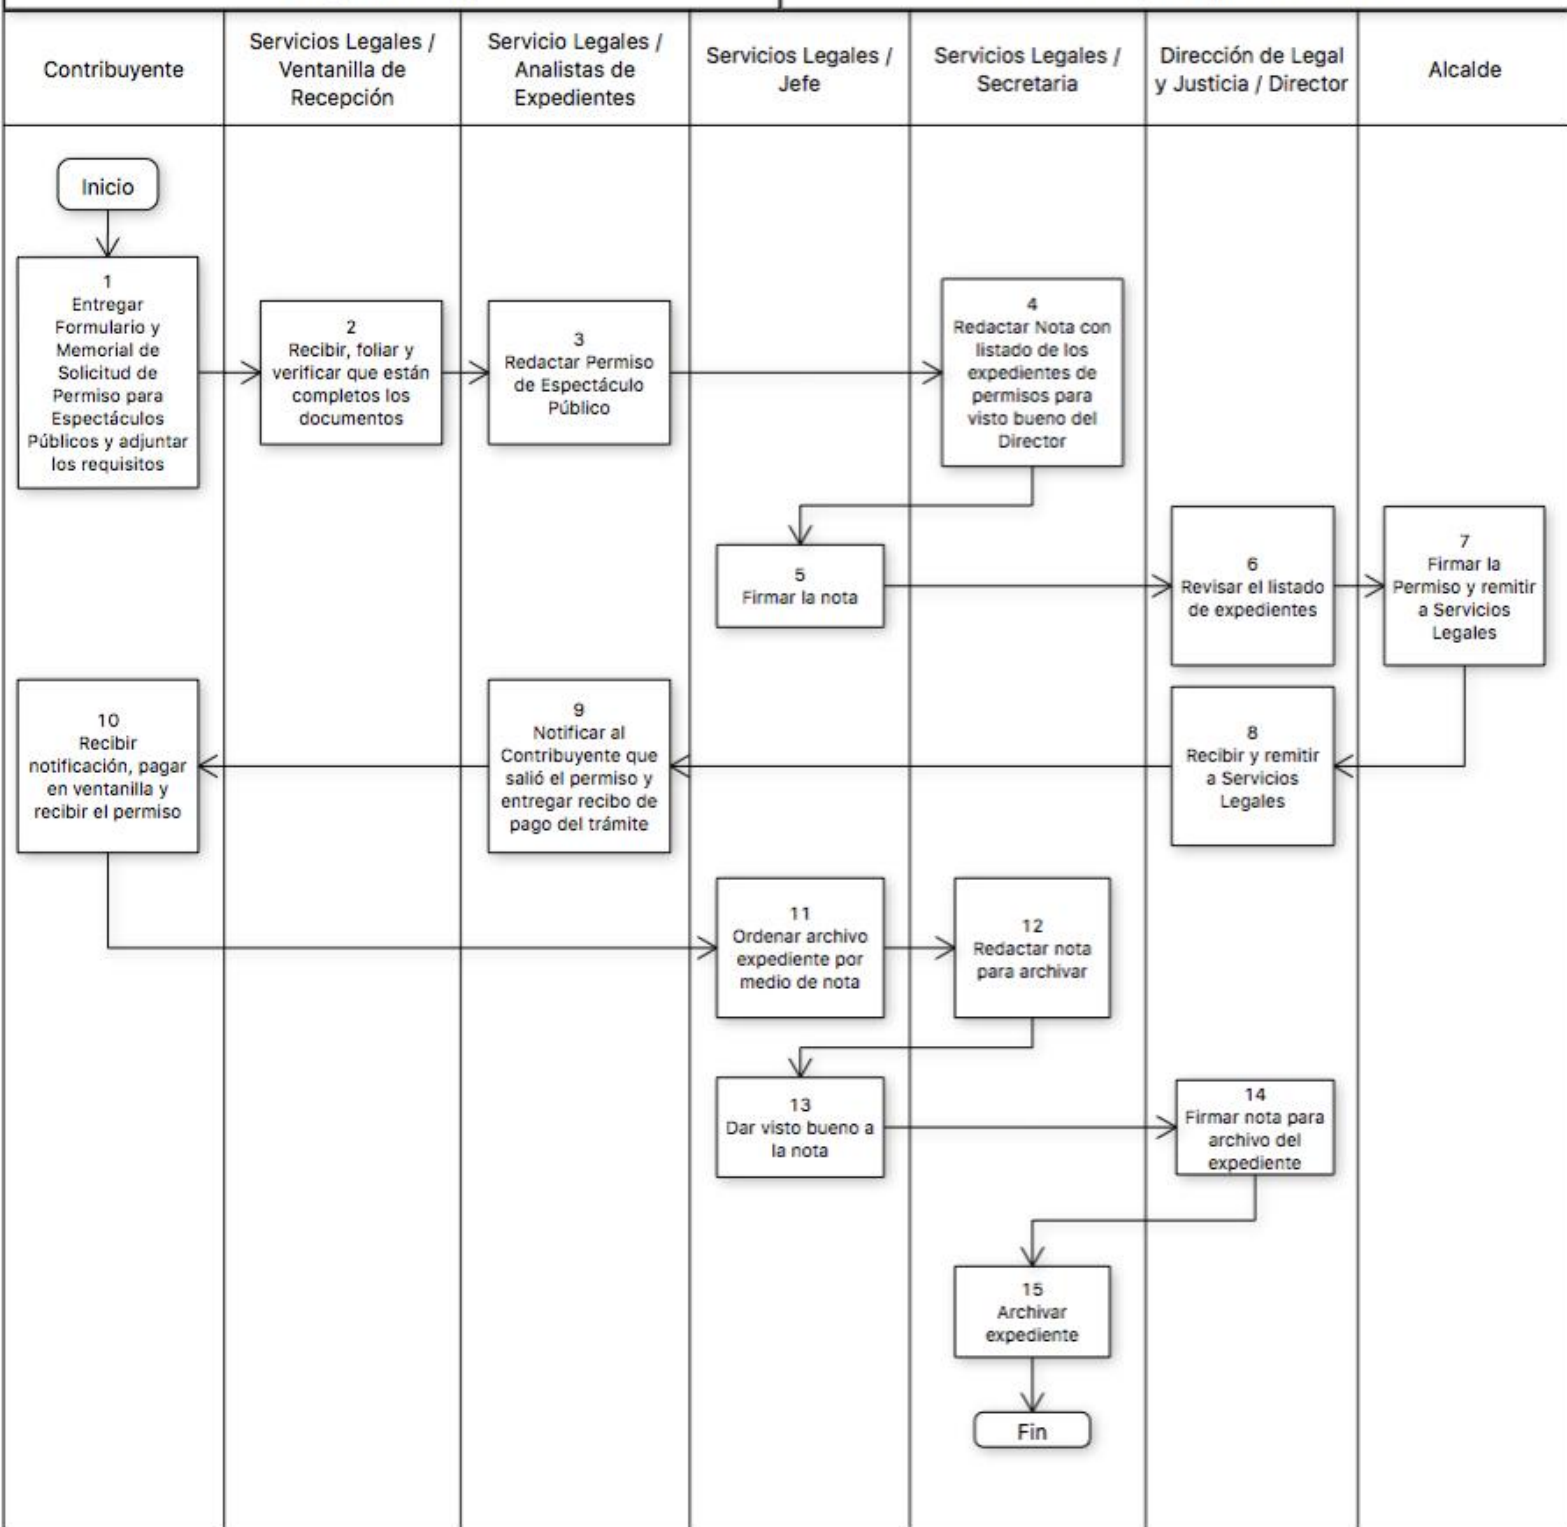 Contribuyente
Servicios Legales /
Ventanilla de
Recepción
Servicio Legales /
Analistas de
Expedientes
Servicios Legales /
Jefe
Servicios Legales /
Secretaria
Dirección de Legal
y Justicia / Director
Alcalde
Inicio
1
Entregar
Formulario y
Memorial de
Solicitud de
Permiso para
Espectáculos
Públicos y adjuntar
los requisitos
2
Recibir, foliar y
verificar que están
completos los
documentos
3
Redactar Permiso
de Espectáculo
Público
4
Redactar Nota con
listado de los
expedientes de
permisos para
visto bueno del
Director
5
Firmar la nota
6
Revisar el listado
de expedientes
7
Firmar la
Permiso y remitir
a Servicios
Legales
8
Recibir y remitir
a Servicios
Legales
9
Notificar al
Contribuyente que
salió el permiso y
entregar recibo de
pago del trámite
10
Recibir
notificación, pagar
en ventanilla y
recibir el permiso
11
Ordenar archivo
expediente por
medio de nota
12
Redactar nota
para archivar
13
Dar visto bueno a
la nota
14
Firmar nota para
archivo del
expediente
15
Archivar
expediente
Fin